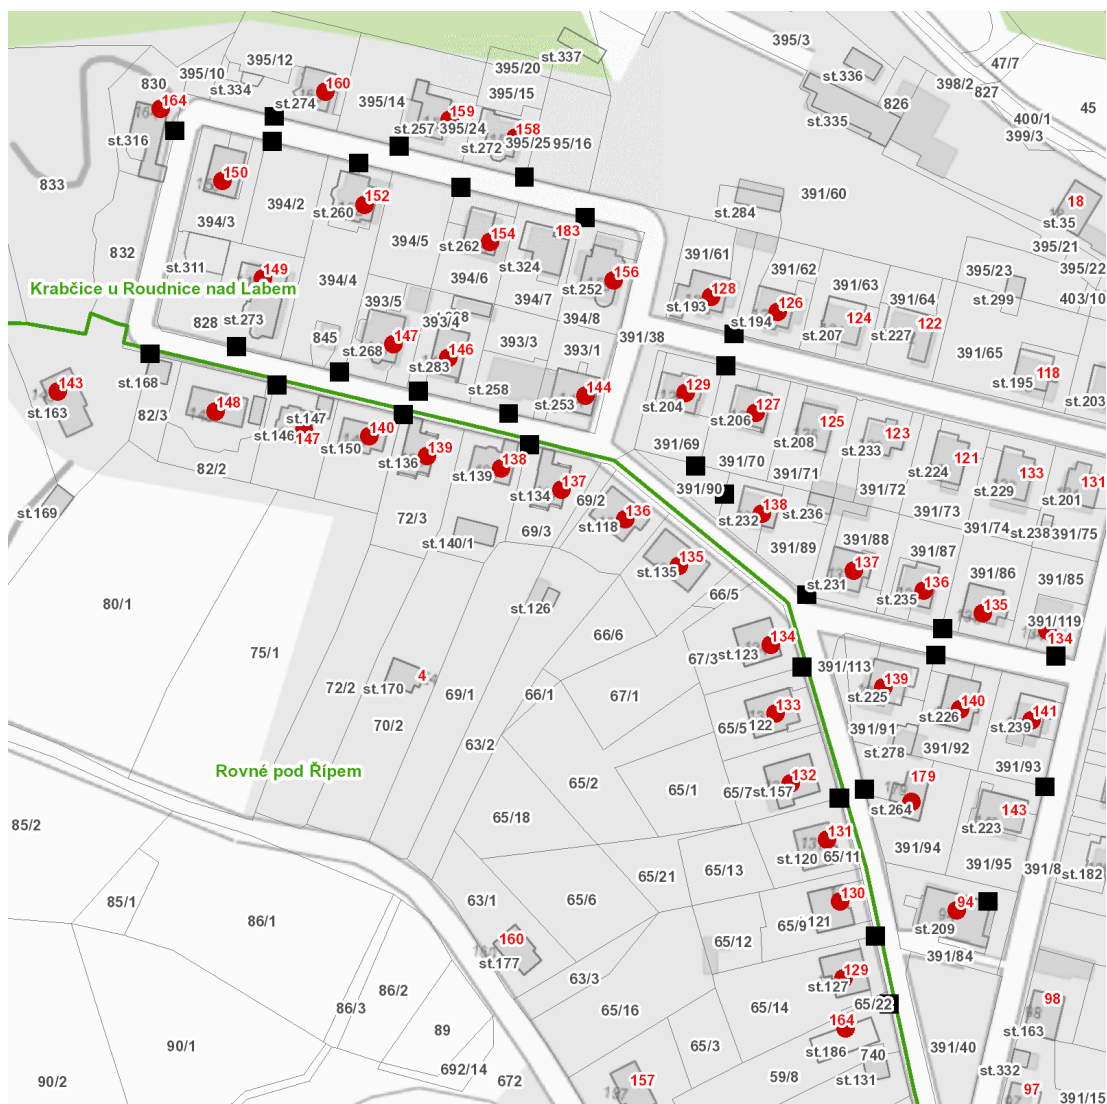 395/3
st.337
47/7
395/12
395/20
395/10
st.336
398/2
827
830
st.334
160
395/15
45
164
st.274
395/14
159
826
400/1
399/3
st.257
395/24
158
st.335
st.316
st.272
395/25
95/16
833
150
391/60
152
394/2
st.284
18
st.35
st.260
394/3
154
183
394/5
st.262
395/21
832
391/61
391/62
395/22
st.311
149
394/6
st.324
156
395/23
391/63
Krabčice u Roudnice nad Labem
st.252
128
st.299
403/10
394/4
393/5
394/7
st.193
126
391/64
828
st.273
393/4
394/8
st.194
124
122
845
147
391/38
st.207
st.227
st.268
146
393/3
393/1
391/65
st.283
118
st.168
st.195
143
st.258
144
129
st.253
st.204
st.203
st.163
148
82/3
st.147
127
st.206
125
st.146
147
140
st.208
123
st.150
st.233
139
391/69
121
st.136
138
391/70
82/2
st.139
st.224
133
391/71
137
391/90
st.229
131
st.134
69/2
391/72
st.201
st.169
136
138
391/73
72/3
st.118
st.232
st.236
391/74
st.238
391/75
69/3
st.140/1
391/89
391/88
391/87
135
st.135
137
391/86
391/85
st.231
136
66/5
80/1
st.126
st.235
135
391/119
66/6
134
134
75/1
st.123
67/3
391/113
4
139
st.170
st.225
72/2
69/1
66/1
67/1
133
140
141
70/2
65/5
122
st.226
391/91
st.239
63/2
st.278
391/92
Rovné pod Řípem
132
391/93
179
65/2
65/1
65/7
st.157
st.264
143
65/18
85/2
st.223
131
391/94
st.120
65/11
391/95
391/8
65/13
st.182
65/21
85/1
63/1
65/6
130
94
86/1
65/9
121
st.209
160
65/12
391/84
st.177
129
63/3
st.127
86/2
98
86/3
65/22
65/16
65/14
164
89
st.163
90/1
65/3
st.186
391/40
740
692/14
st.332
90/2
672
157
59/8
st.131
97
391/15